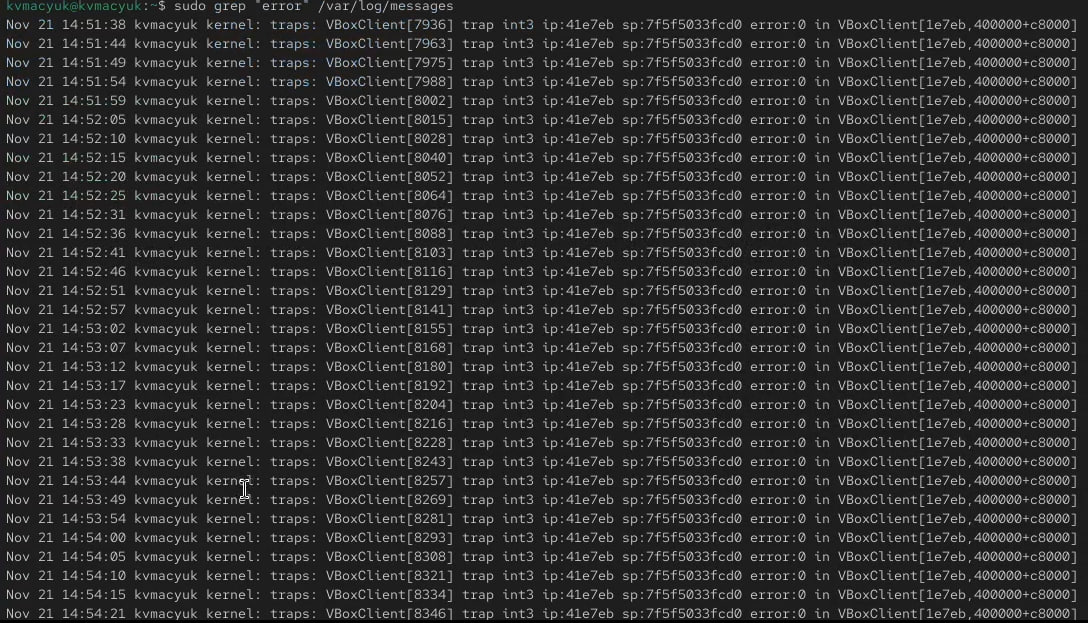 kvmacyuk@kvmacyuk:~$ sudo grep "error" /var/log/messages
Nov 21 14:51:38 kvmacyuk kernel: traps: VBoxClient[7936] trap int3 ip:41e7eb sp:7f5f5033fcd0 error:0 in VBoxClient[1e7eb,400000+c8000]
Nov 21 14:51:44 kvmacyuk kernel: traps: VBoxClient[7963] trap int3 ip:41e7eb sp:7f5f5033fcd0 error:0 in VBoxClient[1e7eb,400000+c8000]
Nov 21 14:51:49 kvmacyuk kernel: traps: VBoxClient[7975] trap int3 ip:41e7eb sp:7f5f5033fcd0 error:0 in VBoxClient[1e7eb,400000+c8000]
Nov 21 14:51:54 kvmacyuk kernel: traps: VBoxClient[7988] trap int3 ip:41e7eb sp:7f5f5033fcd0 error:0 in VBoxClient[1e7eb,400000+c8000]
Nov 21 14:51:59 kvmacyuk kernel: traps: VBoxClient[8002] trap int3 ip:41e7eb sp:7f5f5033fcd0 error:0 in VBoxClient[1e7eb,400000+c8000]
Nov 21 14:52:05 kvmacyuk kernel: traps: VBoxClient[8015] trap int3 ip:41e7eb sp:7f5f5033fcd0 error:0 in VBoxClient[1e7eb,400000+c8000]
Nov 21 14:52:10 kvmacyuk kernel: traps: VBoxClient[8028] trap int3 ip:41e7eb sp:7f5f5033fcd0 error:0 in VBoxClient[1e7eb,400000+c8000]
Nov 21 14:52:15 kvmacyuk kernel: traps: VBoxClient[8040] trap int3 ip:41e7eb sp:7f5f5033fcd0 error:0 in VBoxClient[1e7eb,400000+c8000]
Nov 21 14:52:20 kvmacyuk kernel: traps: VBoxClient[8052] trap int3 ip:41e7eb sp:7f5f5033fcd0 error:0 in VBoxClient[1e7eb,400000+c8000]
Nov 21 14:52:25 kvmacyuk kernel: traps: VBoxClient[8064] trap int3 ip:41e7eb sp:7f5f5033fcd0 error:0 in VBoxClient[1e7eb,400000+c8000]
Nov 21 14:52:31 kvmacyuk kernel: traps: VBoxClient[8076] trap int3 ip:41e7eb sp:7f5f5033fcd0 error:0 in VBoxClient[1e7eb,400000+c8000]
Nov 21 14:52:36 kvmacyuk kernel: traps: VBoxClient[8088] trap int3 ip:41e7eb sp:7f5f5033fcd0 error:0 in VBoxClient[1e7eb,400000+c8000]
Nov 21 14:52:41 kvmacyuk kernel: traps: VBoxClient[8103] trap int3 ip:41e7eb sp:7f5f5033fcd0 error:0 in VBoxClient[1e7eb,400000+c8000]
Nov 21 14:52:46 kvmacyuk kernel: traps: VBoxClient[8116] trap int3 ip:41e7eb sp:7f5f5033fcd0 error:0 in VBoxClient[1e7eb,400000+c8000]
Nov 21 14:52:51 kvmacyuk kernel: traps: VBoxClient[8129] trap int3 ip:41e7eb sp:7f5f5033fcd0 error:0 in VBoxClient[1e7eb,400000+c8000]
Nov 21 14:52:57 kvmacyuk kernel: traps: VBoxClient[8141] trap int3 ip:41e7eb sp:7f5f5033fcd0 error:0 in VBoxClient[1e7eb,400000+c8000]
Nov 21 14:53:02 kvmacyuk kernel: traps: VBoxClient[8155] trap int3 ip:41e7eb sp:7f5f5033fcd0 error:0 in VBoxClient[1e7eb,400000+c8000]
Nov 21 14:53:07 kvmacyuk kernel: traps: VBoxClient[8168] trap int3 ip:41e7eb sp:7f5f5033fcd0 error:0 in VBoxClient[1e7eb,400000+c8000]
Nov 21 14:53:12 kvmacyuk kernel: traps: VBoxClient[8180] trap int3 ip:41e7eb sp:7f5f5033fcd0 error:0 in VBoxClient[1e7eb,400000+c8000]
Nov 21 14:53:17 kvmacyuk kernel: traps: VBoxClient[8192] trap int3 ip:41e7eb sp:7f5f5033fcd0 error:0 in VBoxClient[1e7eb,400000+c8000]
Nov 21 14:53:23 kvmacyuk kernel: traps: VBoxClient[8204] trap int3 ip:41e7eb sp:7f5f5033fcd0 error:0 in VBoxClient[1e7eb,400000+c8000]
Nov 21 14:53:28 kvmacyuk kernel: traps: VBoxClient[8216] trap int3 ip:41e7eb sp:7f5f5033fcd0 error:0 in VBoxClient[1e7eb,400000+c8000]
Nov 21 14:53:33 kvmacyuk kernel: traps: VBoxClient[8228] trap int3 ip:41e7eb sp:7f5f5033fcd0 error:0 in VBoxClient[1e7eb,400000+c8000]
Nov 21 14:53:38 kvmacyuk kernel: traps: VBoxClient[8243] trap int3 ip:41e7eb sp:7f5f5033fcd0 error:0 in VBoxClient[1e7eb,400000+c8000]
Nov 21 14:53:44 kvmacyuk kernel: traps: VBoxClient[8257] trap int3 ip:41e7eb sp:7f5f5033fcd0 error:0 in VBoxClient[1e7eb,400000+c8000]
Nov 21 14:53:49 kvmacyuk kernel: traps: VBoxClient[8269] trap int3 ip:41e7eb sp:7f5f5033fcd0 error:0 in VBoxClient[1e7eb,400000+c8000]
Nov 21 14:53:54 kvmacyuk kernel: traps: VBoxClient[8281] trap int3 ip:41e7eb sp:7f5f5033fcd0 error:0 in VBoxClient[1e7eb,400000+c8000]
Nov 21 14:54:00 kvmacyuk kernel: traps: VBoxClient[8293] trap int3 ip:41e7eb sp:7f5f5033fcd0 error:0 in VBoxClient[1e7eb,400000+c8000]
Nov 21 14:54:05 kvmacyuk kernel: traps: VBoxClient[8308] trap int3 ip:41e7eb sp:7f5f5033fcd0 error:0 in VBoxClient[1e7eb,400000+c8000]
Nov 21 14:54:10 kvmacyuk kernel: traps: VBoxClient[8321] trap int3 ip:41e7eb sp:7f5f5033fcd0 error:0 in VBoxClient[1e7eb,400000+c8000]
Nov 21 14:54:15 kvmacyuk kernel: traps: VBoxClient[8334] trap int3 ip:41e7eb sp:7f5f5033fcd0 error:0 in VBoxClient[1e7eb,400000+c8000]
Nov 21 14:54:21 kvmacyuk kernel: traps: VBoxClient[8346] trap int3 ip:41e7eb sp:7f5f5033fcd0 error:0 in VBoxClient[1e7eb,400000+c8000]